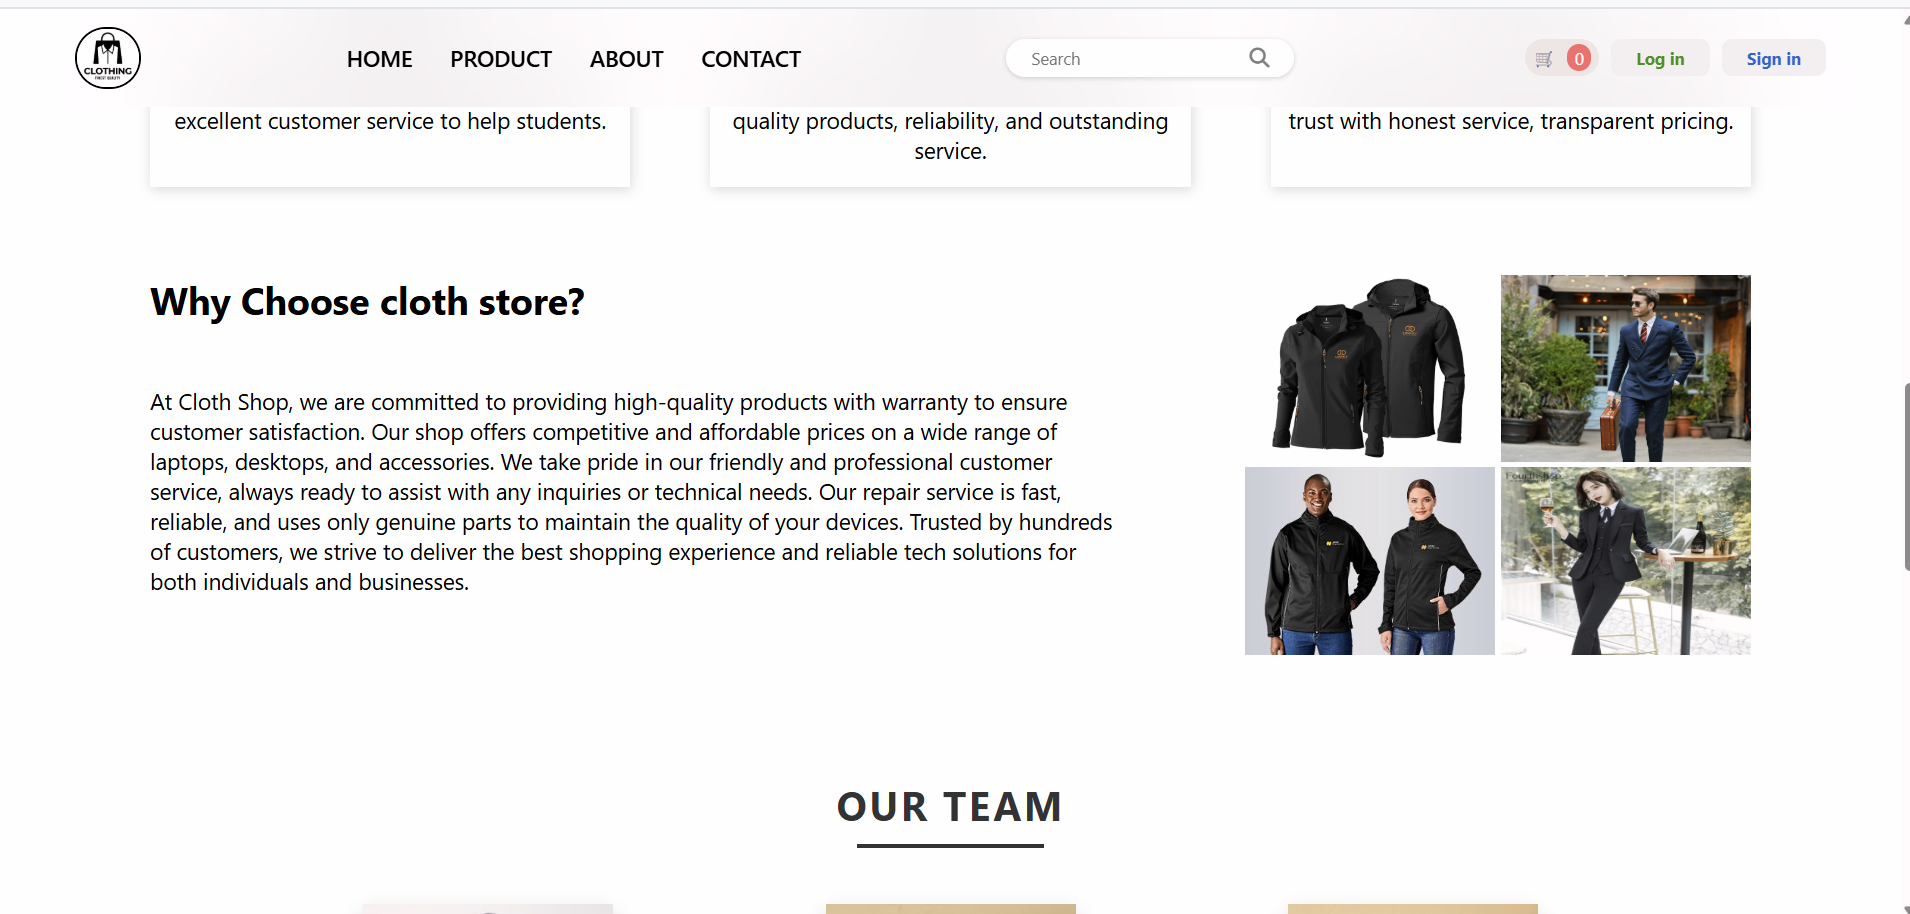 CLOTHING
FINEST QUALITY
HOME
PRODUCT
ABOUT
CONTACT
Search
0
Log in
Sign in
excellent customer service to help students.
quality products, reliability, and outstanding
service.
trust with honest service, transparent pricing.
Why Choose cloth store?
At Cloth Shop, we are committed to providing high-quality products with warranty to ensure
customer satisfaction. Our shop offers competitive and affordable prices on a wide range of
laptops, desktops, and accessories. We take pride in our friendly and professional customer
service, always ready to assist with any inquiries or technical needs. Our repair service is fast,
reliable, and uses only genuine parts to maintain the quality of your devices. Trusted by hundreds
of customers, we strive to deliver the best shopping experience and reliable tech solutions for
both individuals and businesses.
OUR TEAM